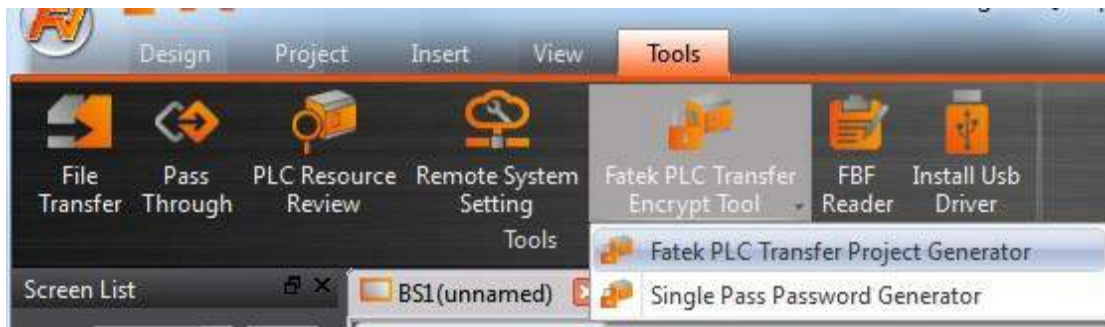 Design Project Insert View Tools
File Transfer
Pass Through
PLC Resource Review
Remote System Setting
Fatek PLC Transfer Encrypt Tool
FBF Reader
Install Usb Driver
Tools
Fatek PLC Transfer Project Generator
Single Pass Password Generator
Screen List
BS1(unnamed)